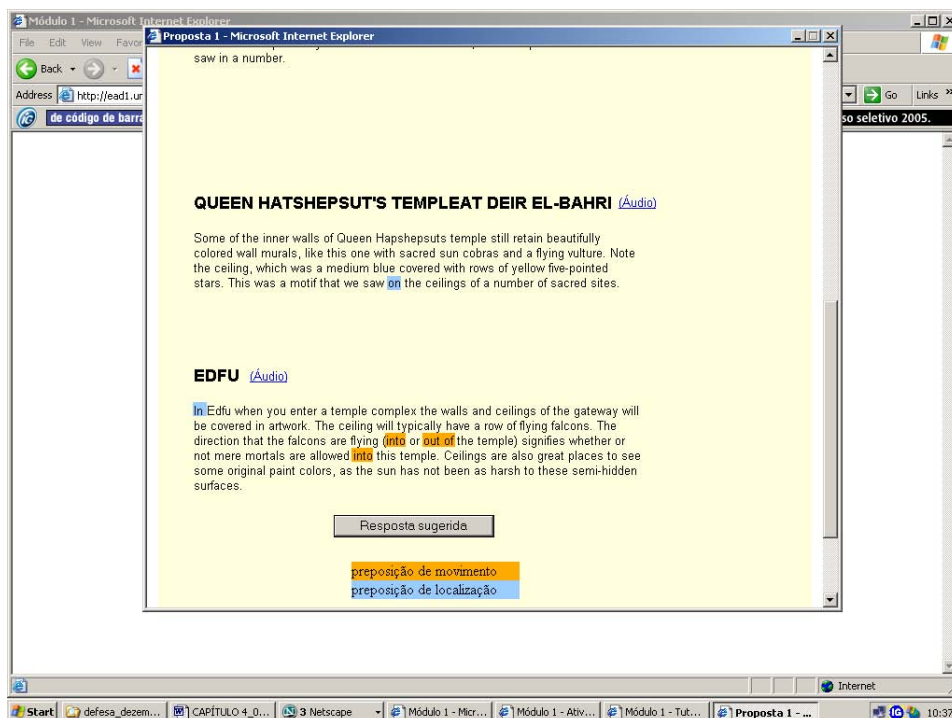 Módulo 1 - Microsoft Internet Explorer
Proposta 1 - Microsoft Internet Explorer
File Edit View Favor
Back
Address http://ead1.un
Go Links »
de código de barra
so seletivo 2005.
saw in a number.
QUEEN HATSHEPSUT'S TEMPLEAT DEIR EL-BAHRI (Áudio)
Some of the inner walls of Queen Hapshepsuts temple still retain beautifully
colored wall murals, like this one with sacred sun cobras and a flying vulture. Note
the ceiling, which was a medium blue covered with rows of yellow five-pointed
stars. This was a motif that we saw on the ceilings of a number of sacred sites.
EDFU (Áudio)
In Edfu when you enter a temple complex the walls and ceilings of the gateway will
be covered in artwork. The ceiling will typically have a row of flying falcons. The
direction that the falcons are flying (into or out of the temple) signifies whether or
not mere mortals are allowed into this temple. Ceilings are also great places to see
some original paint colors, as the sun has not been as harsh to these semi-hidden
surfaces.
Resposta sugerida
preposição de movimento
preposição de localização
Internet
Start defesa_dezem... CAPÍTULO 4_0... 3 Netscape Módulo 1 - Micr... Módulo 1 - Ativ... Módulo 1 - Tut... Proposta 1 - ... 10:37